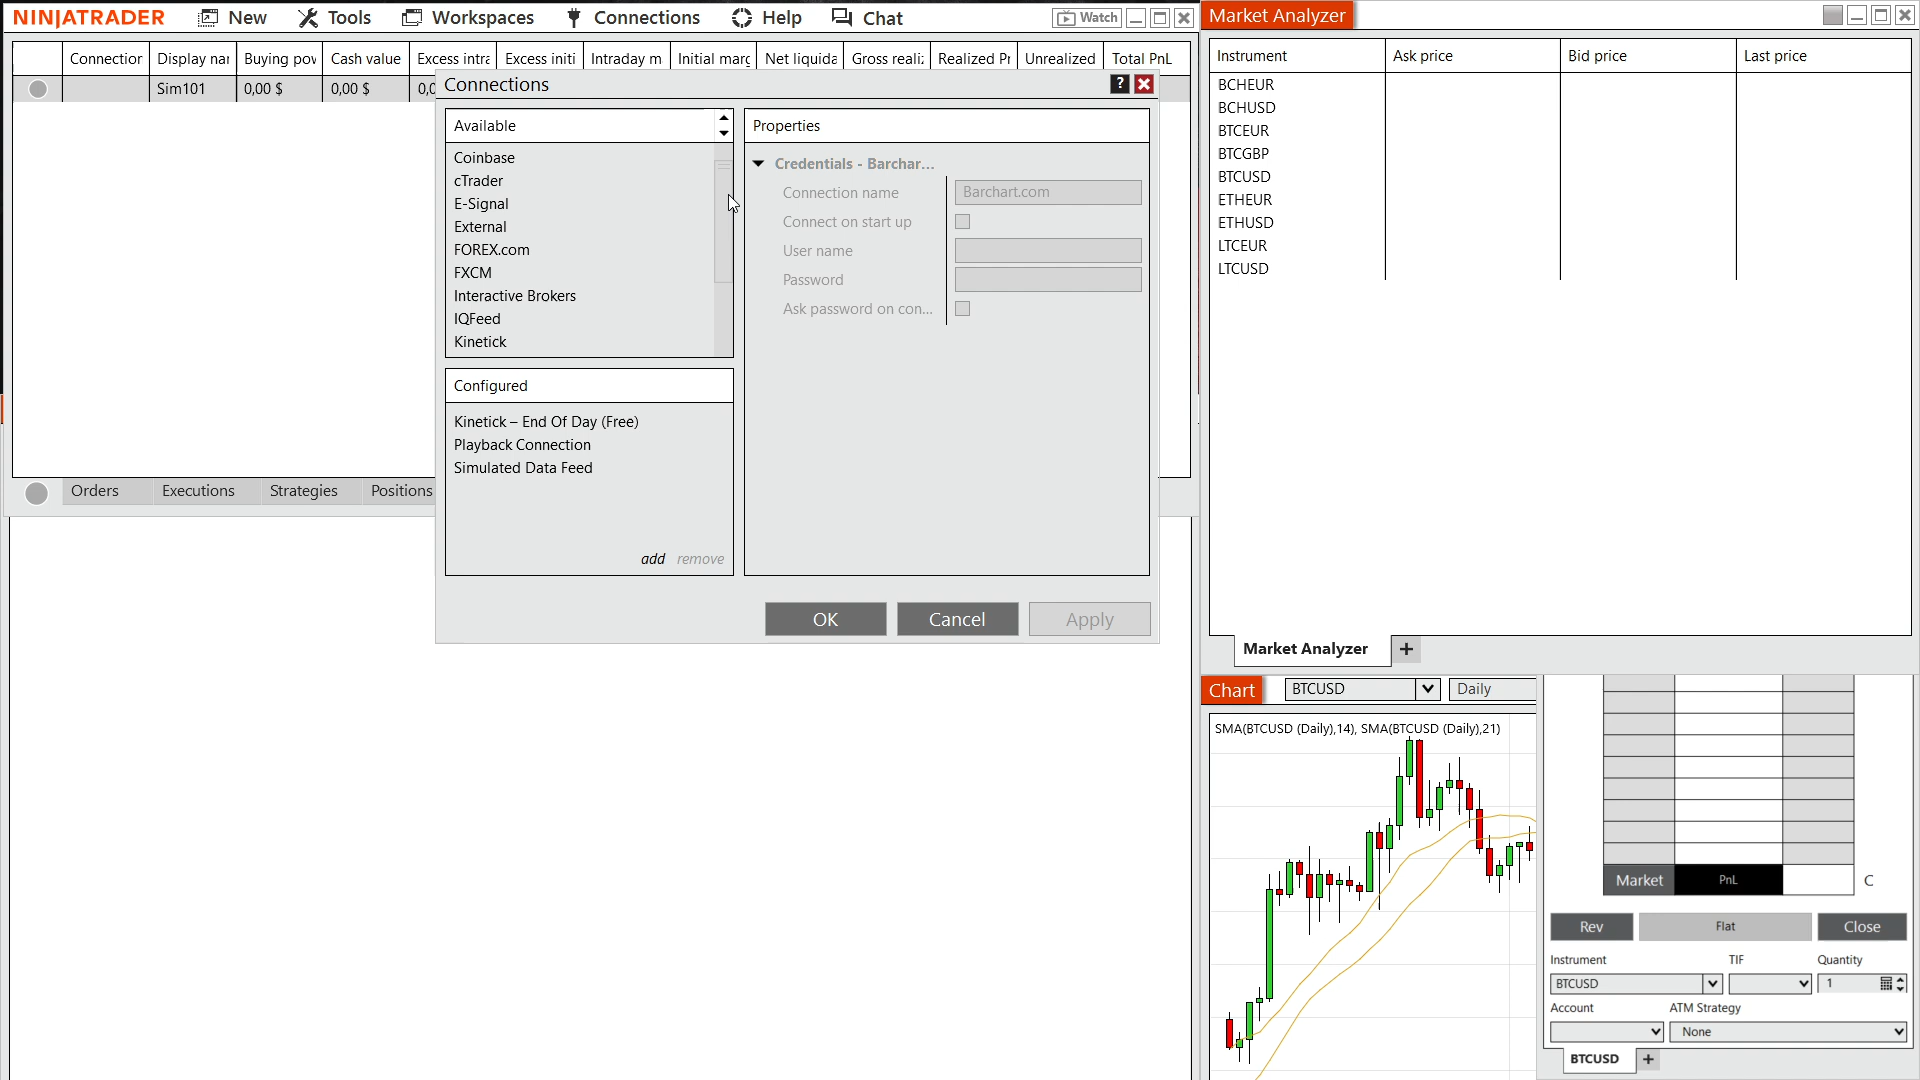 NINJATRADER New Tools Workspaces Connections Help Chat Watch
Connection Display nar Buying pov Cash value Excess intra Excess initi Intraday m Initial marg Net liquida Gross reali: Realized Pr Unrealized Total PnL
Sim101 0,00 $ 0,00 $ 0,0
Orders Executions Strategies Positions
Connections ?
Available
Coinbase
cTrader
E-Signal
External
FOREX.com
FXCM
Interactive Brokers
IQFeed
Kinetick
Configured
Kinetick – End Of Day (Free)
Playback Connection
Simulated Data Feed
add remove
Properties
Credentials - Barchar...
Connection name Barchart.com
Connect on start up
User name
Password
Ask password on con...
OK Cancel Apply
Market Analyzer
Instrument Ask price Bid price Last price
BCHEUR
BCHUSD
BTCEUR
BTCGBP
BTCUSD
ETHEUR
ETHUSD
LTCEUR
LTCUSD
Market Analyzer +
Chart BTCUSD Daily
SMA(BTCUSD (Daily),14), SMA(BTCUSD (Daily),21)
Market PnL C
Rev Flat Close
Instrument TIF Quantity
BTCUSD 1
Account ATM Strategy
None
BTCUSD +